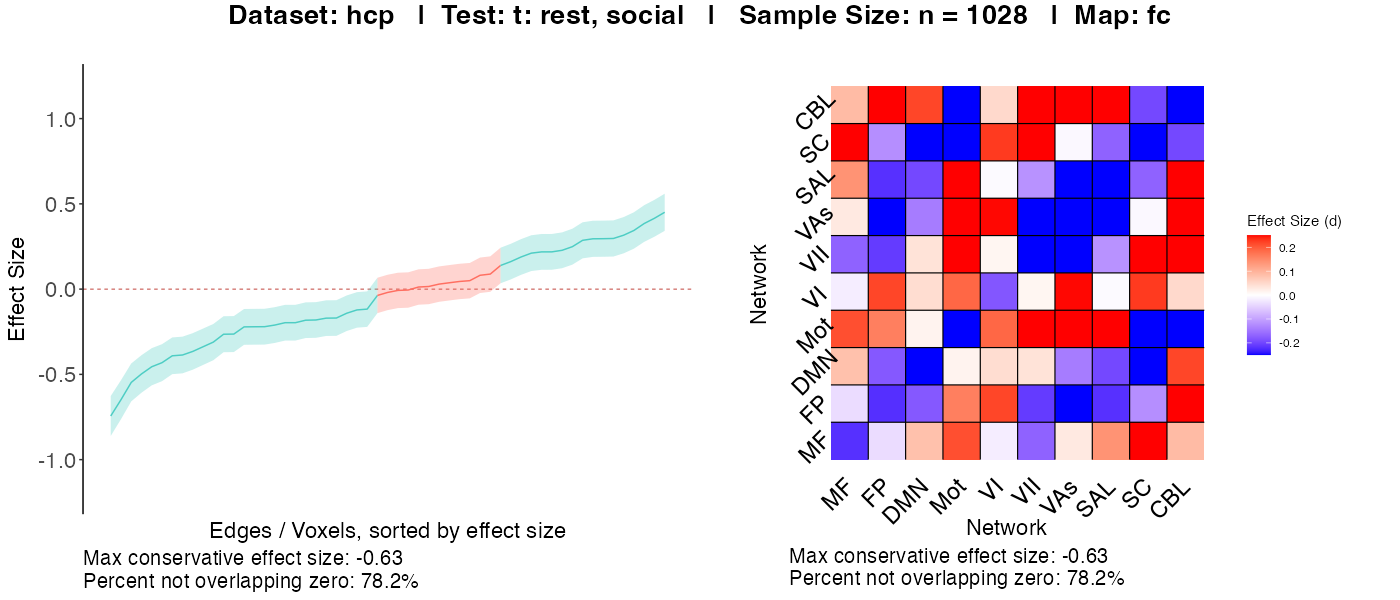 Dataset: hcp | Test: t: rest, social | Sample Size: n = 1028 | Map: fc
Effect Size
1.0
0.5
0.0
-0.5
-1.0
Edges / Voxels, sorted by effect size
Max conservative effect size: -0.63
Percent not overlapping zero: 78.2%
Network
CBL
SC
SAL
VAs
VII
VI
Mot
DMN
FP
MF
MF
FP
DMN
Mot
VI
VII
VAs
SAL
SC
CBL
Network
Max conservative effect size: -0.63
Percent not overlapping zero: 78.2%
Effect Size (d)
0.2
0.1
0.0
-0.1
-0.2